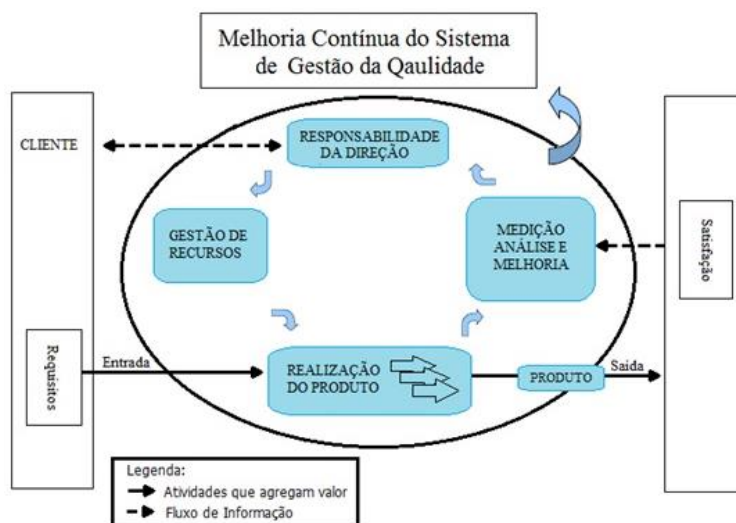 Melhoria Contínua do Sistema
de Gestão da Qaulidade
CLIENTE
RESPONSABILIDADE
DA DIREÇÃO
GESTÃO DE
RECURSOS
MEDIÇÃO
ANÁLISE E
MELHORIA
Satisfação
Requisitos
Entrada
REALIZAÇÃO
DO PRODUTO
PRODUTO
Saída
Legenda:
Atividades que agregam valor
Fluxo de Informação